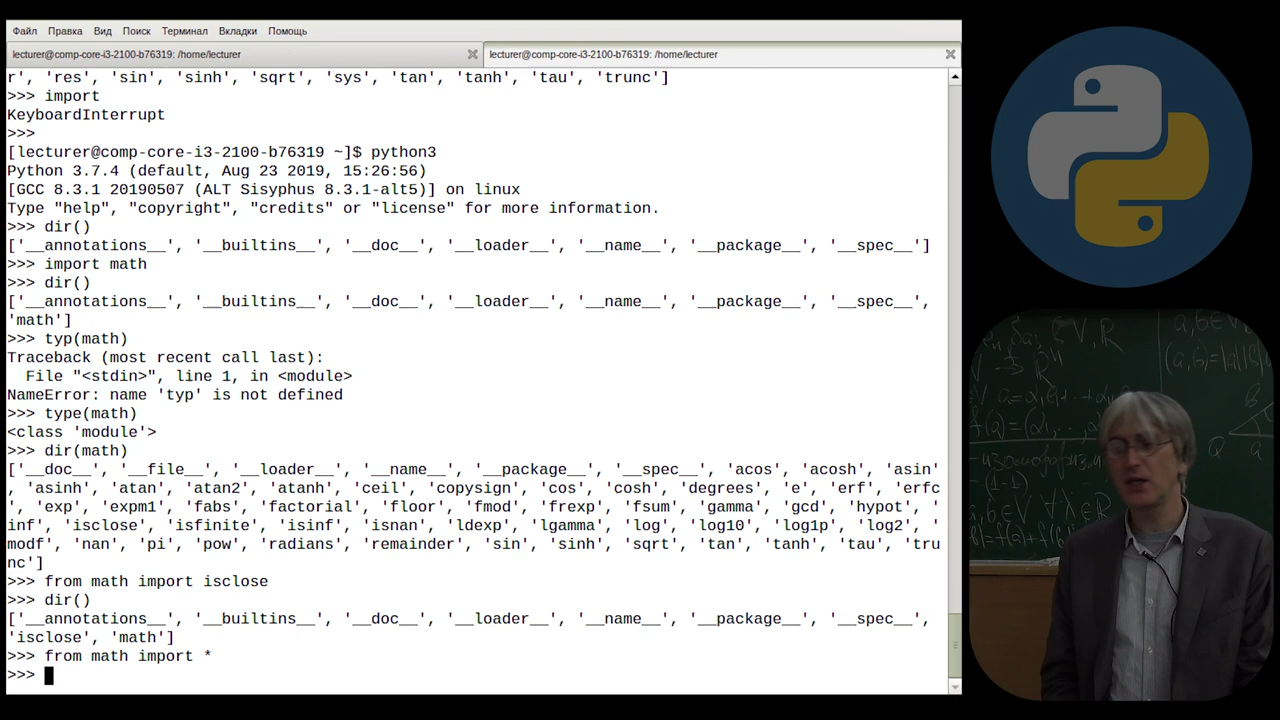 Файл Правка Вид Поиск Терминал Вкладки Помощь
lecturer@comp-core-i3-2100-b76319: /home/lecturer
lecturer@comp-core-i3-2100-b76319: /home/lecturer
r', 'res', 'sin', 'sinh', 'sqrt', 'sys', 'tan', 'tanh', 'tau', 'trunc']
>>> import
KeyboardInterrupt
>>>
[lecturer@comp-core-i3-2100-b76319 ~]$ python3
Python 3.7.4 (default, Aug 23 2019, 15:26:56)
[GCC 8.3.1 20190507 (ALT Sisyphus 8.3.1-alt5)] on linux
Type "help", "copyright", "credits" or "license" for more information.
>>> dir()
['__annotations__', '__builtins__', '__doc__', '__loader__', '__name__', '__package__', '__spec__']
>>> import math
>>> dir()
['__annotations__', '__builtins__', '__doc__', '__loader__', '__name__', '__package__', '__spec__',
'math']
>>> typ(math)
Traceback (most recent call last):
  File "<stdin>", line 1, in <module>
NameError: name 'typ' is not defined
>>> type(math)
<class 'module'>
>>> dir(math)
['__doc__', '__file__', '__loader__', '__name__', '__package__', '__spec__', 'acos', 'acosh', 'asin'
, 'asinh', 'atan', 'atan2', 'atanh', 'ceil', 'copysign', 'cos', 'cosh', 'degrees', 'e', 'erf', 'erfc
', 'exp', 'expm1', 'fabs', 'factorial', 'floor', 'fmod', 'frexp', 'fsum', 'gamma', 'gcd', 'hypot', '
inf', 'isclose', 'isfinite', 'isinf', 'isnan', 'ldexp', 'lgamma', 'log', 'log10', 'log1p', 'log2', '
modf', 'nan', 'pi', 'pow', 'radians', 'remainder', 'sin', 'sinh', 'sqrt', 'tan', 'tanh', 'tau', 'tru
nc']
>>> from math import isclose
>>> dir()
['__annotations__', '__builtins__', '__doc__', '__loader__', '__name__', '__package__', '__spec__',
'isclose', 'math']
>>> from math import *
>>>